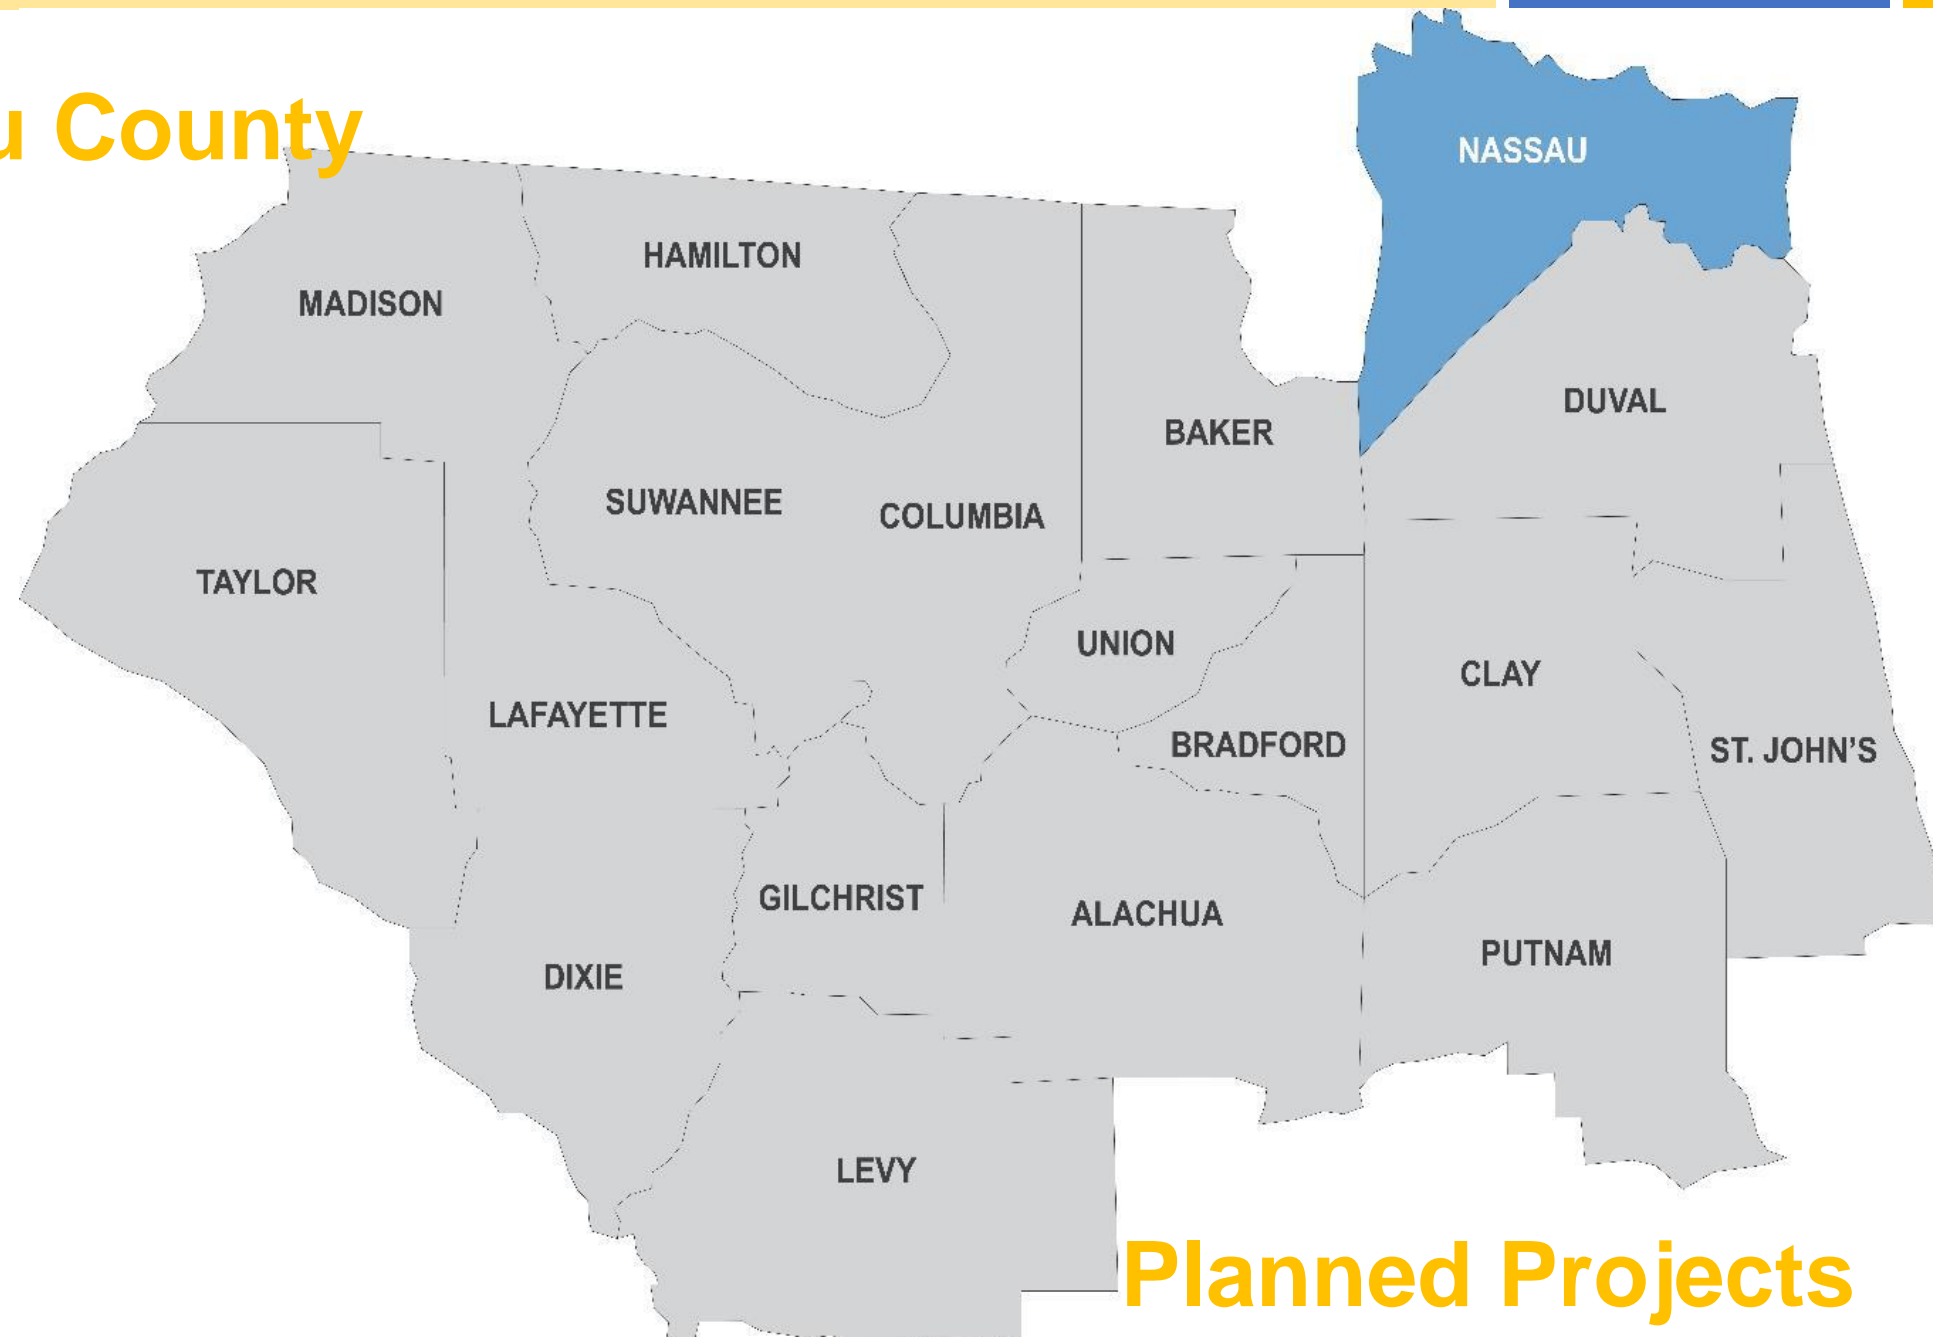 u County
NASSAU
HAMILTON
MADISON
DUVAL
BAKER
SUWANNEE
COLUMBIA
TAYLOR
UNION
CLAY
LAFAYETTE
BRADFORD
ST. JOHN’S
GILCHRIST
ALACHUA
PUTNAM
DIXIE
LEVY
Planned Projects